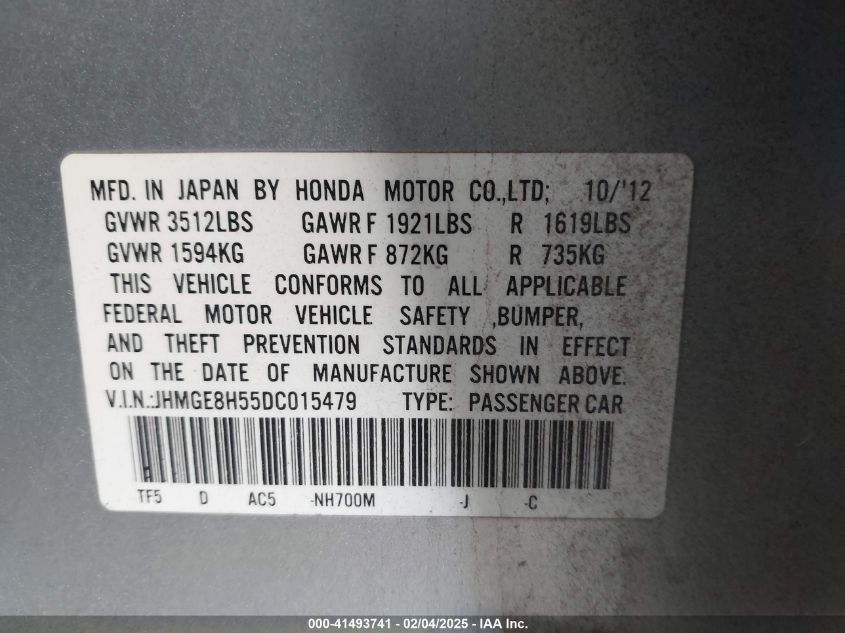 MFD. IN JAPAN BY HONDA MOTOR CO.,LTD; 10/'12
GVWR 3512LBS GAWR F 1921LBS R 1619LBS
GVWR 1594KG GAWR F 872KG R 735KG
THIS VEHICLE CONFORMS TO ALL APPLICABLE
FEDERAL MOTOR VEHICLE SAFETY ,BUMPER,
AND THEFT PREVENTION STANDARDS IN EFFECT
ON THE DATE OF MANUFACTURE SHOWN ABOVE.
V.I.N.:JHMGE8H55DC015479 TYPE: PASSENGER CAR
TF5 D AC5 -NH700M -J -C
000-41493741 - 02/04/2025 - IAA Inc.